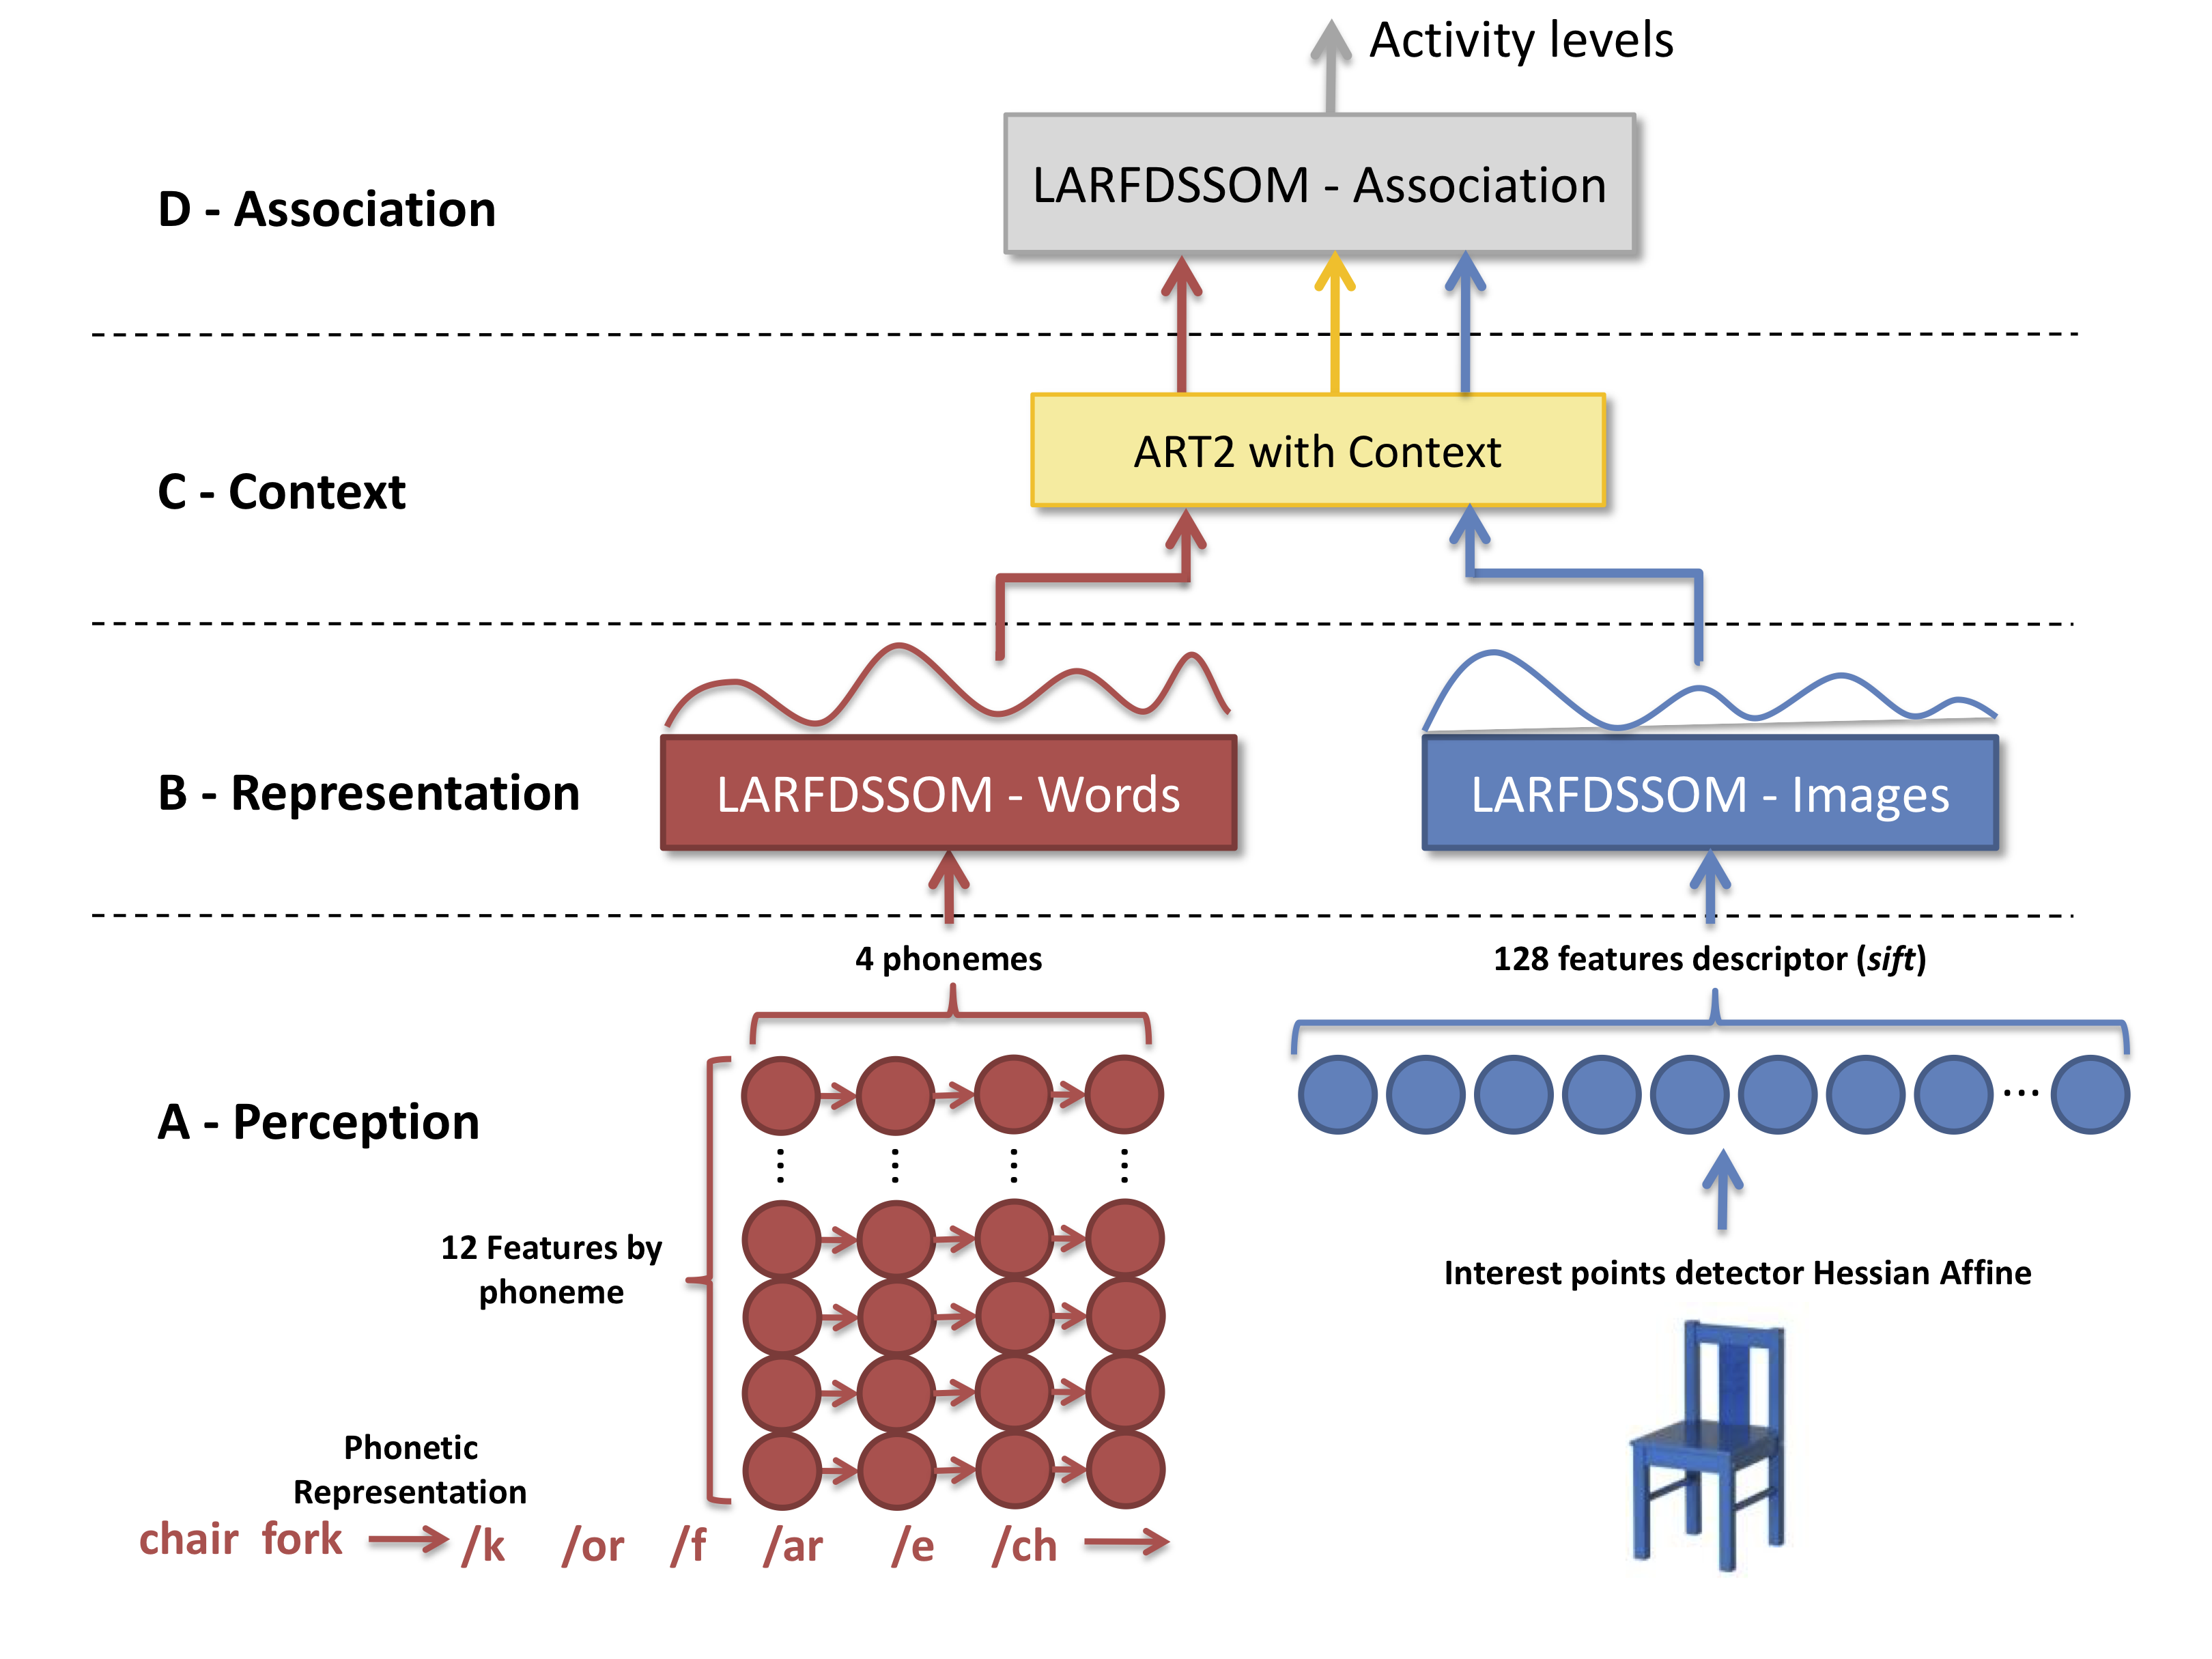 Activity levels
LARFDSSOM - Association
D - Association
ART2 with Context
C - Context
LARFDSSOM - Words
LARFDSSOM - Images
B - Representation
4 phonemes
128 features descriptor (sift)
A - Perception
...
12 Features by
phoneme
Interest points detector Hessian Affine
Phonetic
Representation
chair fork /k /or /f /ar /e /ch